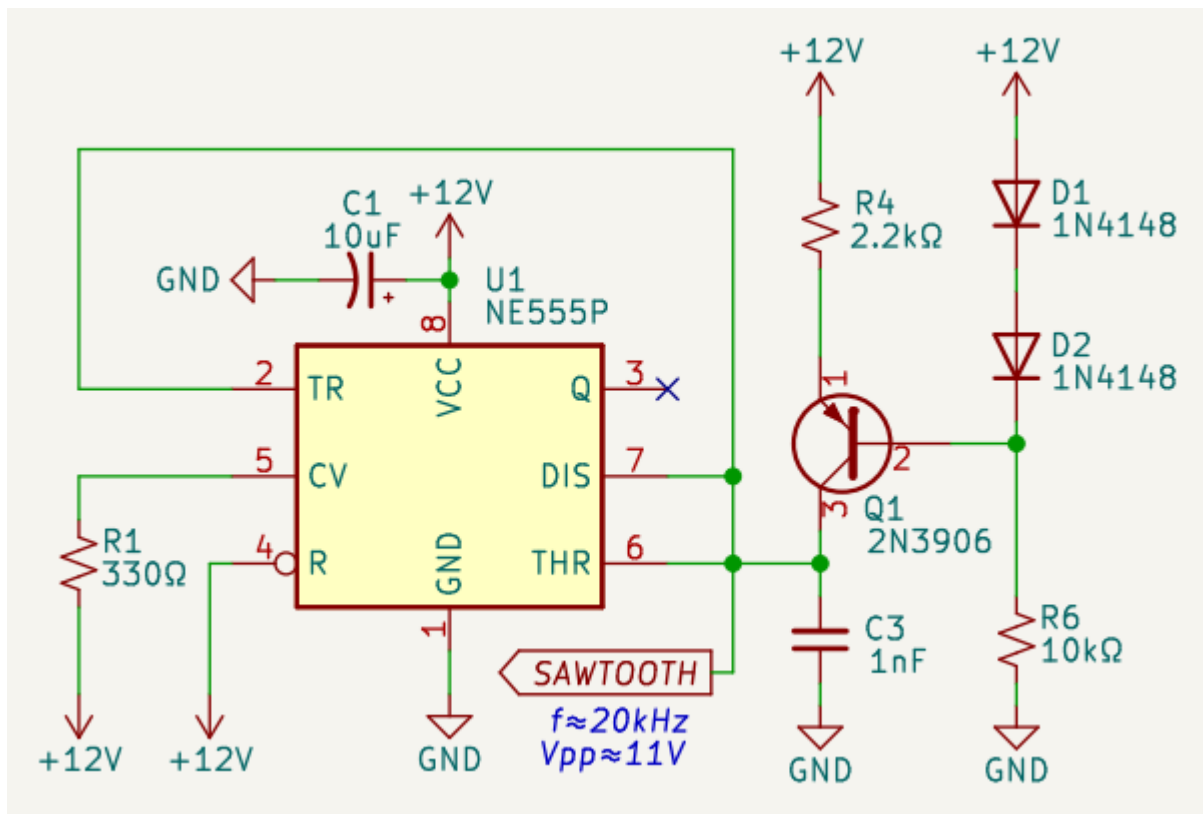 +12V
+12V
C1
10uF
+12V
GND
U1
NE555P
R4
2.2kΩ
D1
1N4148
D2
1N4148
8
2
TR
VCC
Q
3
1
5
CV
DIS
7
2
3
Q1
2N3906
R1
330Ω
4
R
GND
THR
6
1
C3
1nF
R6
10kΩ
SAWTOOTH
f≈20kHz
Vpp≈11V
+12V
+12V
GND
GND
GND